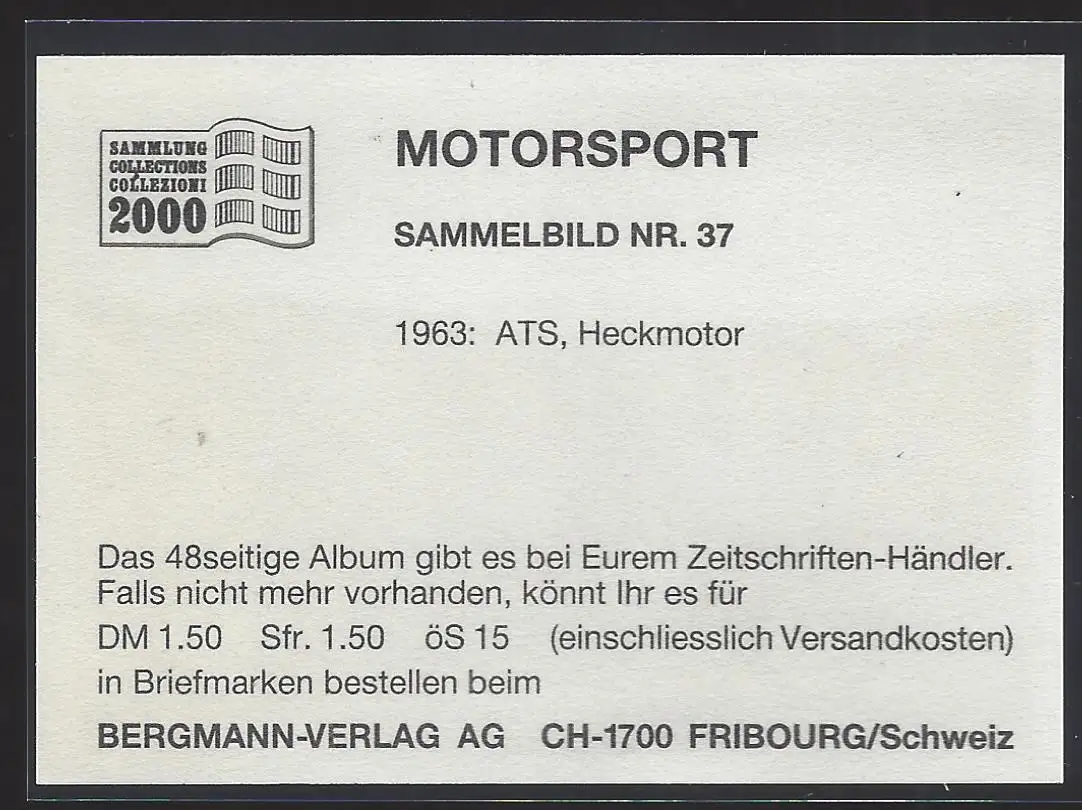 SAMMLUNG
COLLECTIONS
COLLEZIONI
2000
MOTORSPORT
SAMMELBILD NR. 37
1963: ATS, Heckmotor
Das 48seitige Album gibt es bei Eurem Zeitschriften-Händler.
Falls nicht mehr vorhanden, könnt Ihr es für
DM 1.50 Sfr. 1.50 öS 15 (einschliesslich Versandkosten)
in Briefmarken bestellen beim
BERGMANN-VERLAG AG CH-1700 FRIBOURG/Schweiz